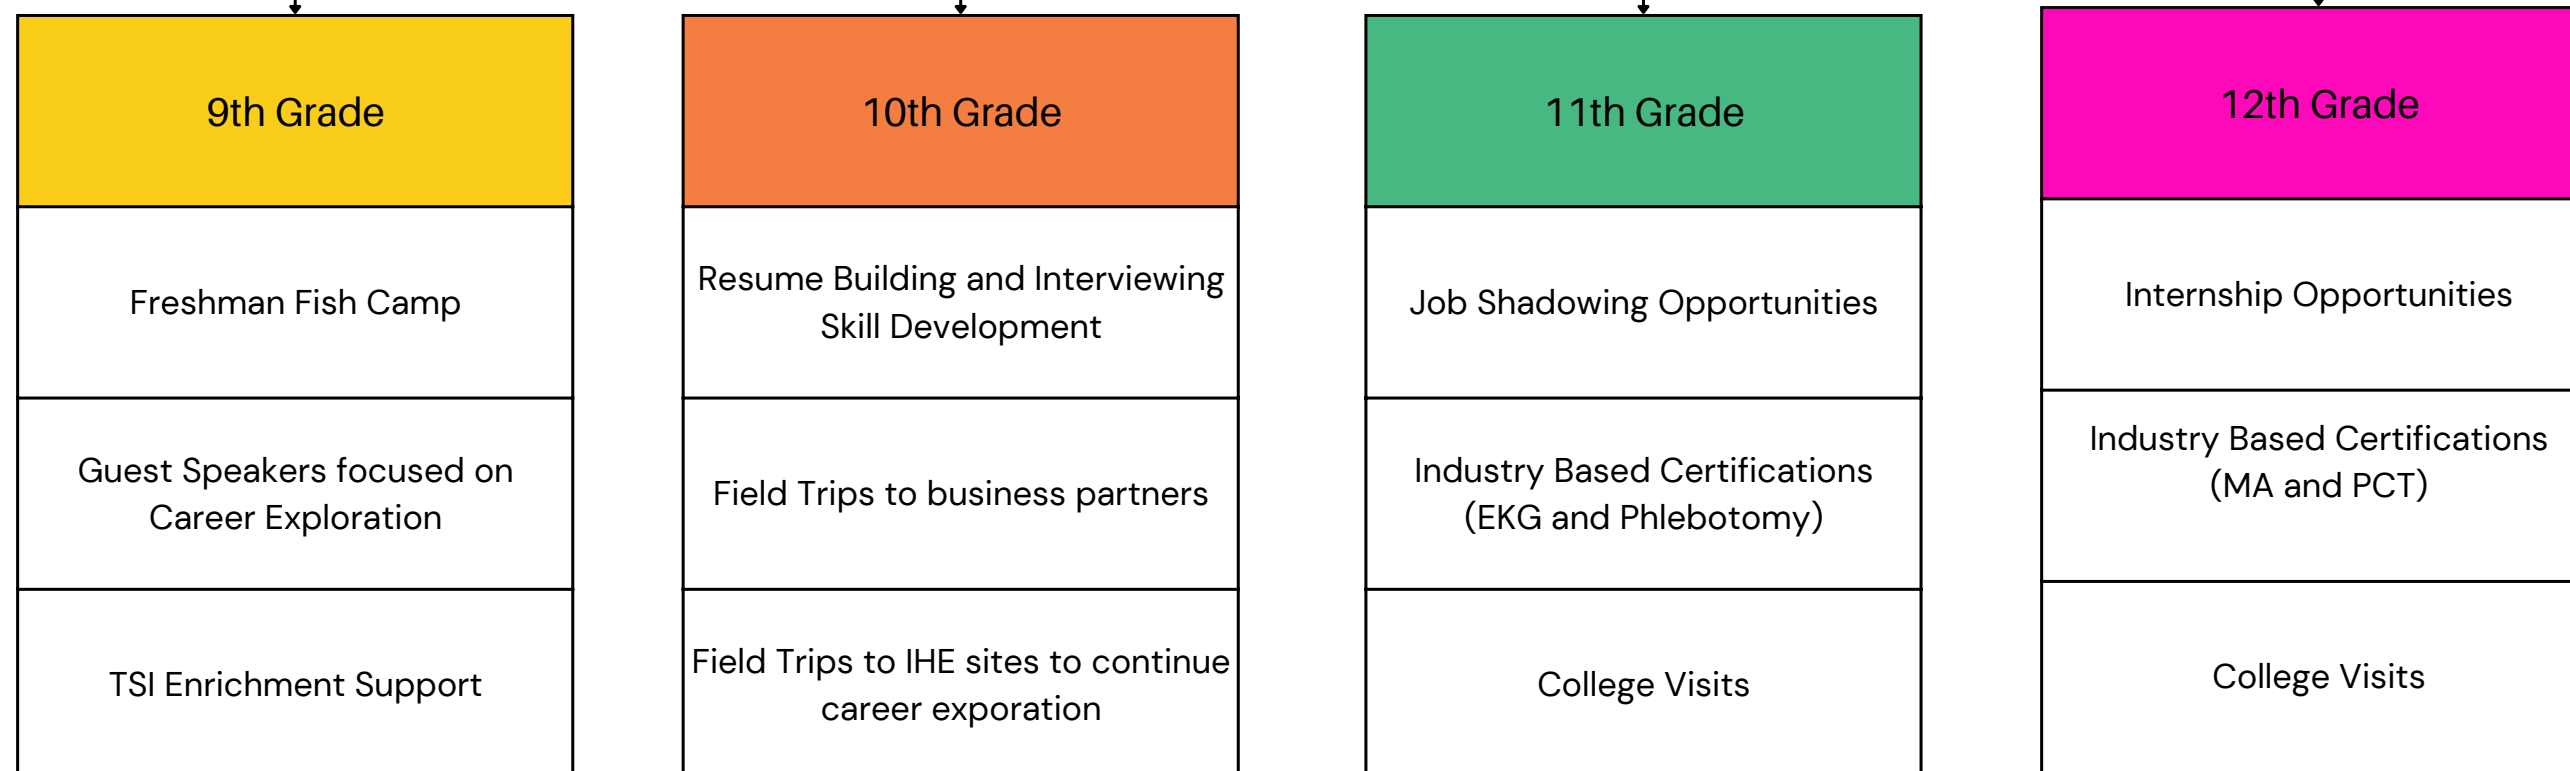 9th Grade
Freshman Fish Camp
Guest Speakers focused on
Career Exploration
TSI Enrichment Support
10th Grade
Resume Building and Interviewing
Skill Development
Field Trips to business partners
Field Trips to IHE sites to continue
career exporation
11th Grade
Job Shadowing Opportunities
Industry Based Certifications
(EKG and Phlebotomy)
College Visits
12th Grade
Internship Opportunities
Industry Based Certifications
(MA and PCT)
College Visits